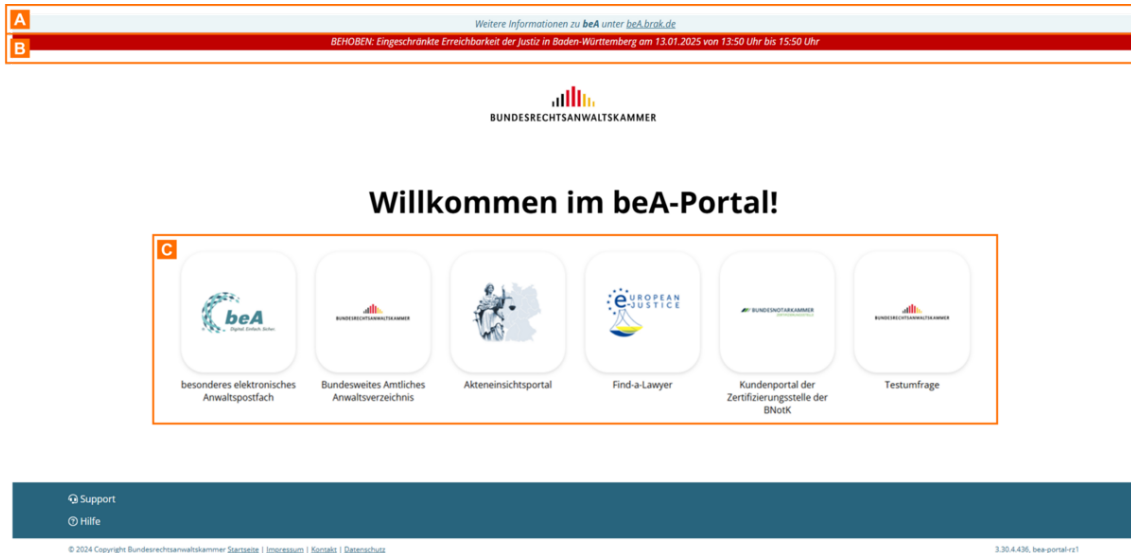 A
Weitere Informationen zu beA unter beA.brak.de
B
BEHOBEN: Eingeschränkte Erreichbarkeit der Justiz in Baden-Württemberg am 13.01.2025 von 13:50 Uhr bis 15:50 Uhr
BUNDESRECHTSANWALTSKAMMER
Willkommen im beA-Portal!
C
beA
Digital. Einfach. Sicher.
BUNDESRECHTSANWALTSKAMMER
EUROPEAN
JUSTICE
BUNDESNOTARKAMMER
BUNDESRECHTSANWALTSKAMMER
besonderes elektronisches
Anwaltspostfach
Bundesweites Amtliches
Anwaltsverzeichnis
Akteneinsichtsportal
Find-a-Lawyer
Kundenportal der
Zertifizierungsstelle der
BNotK
Testumfrage
Support
Hilfe
© 2024 Copyright Bundesrechtsanwaltskammer Startseite | Impressum | Kontakt | Datenschutz
3.30.4.436, bea-portal-rz1